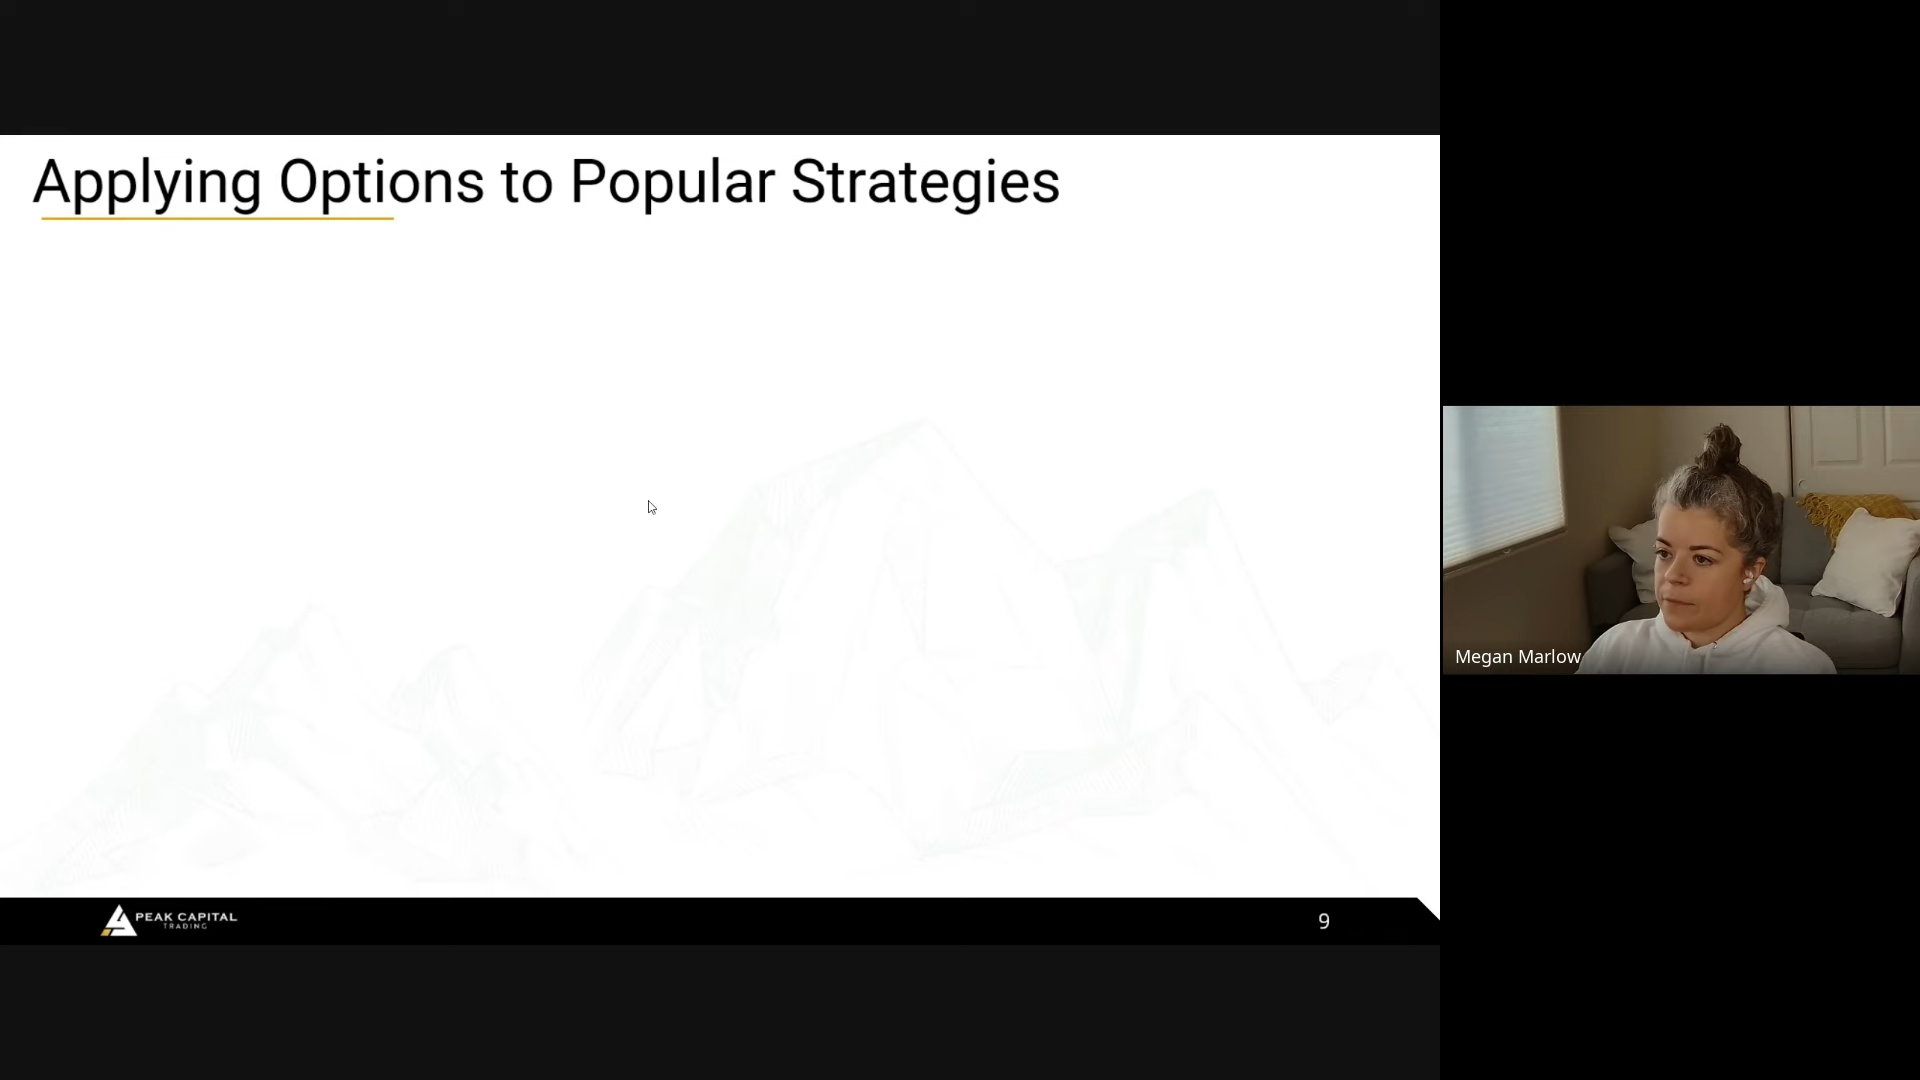 Applying Options to Popular Strategies
Megan Marlow
PEAK CAPITAL
TRADING
9